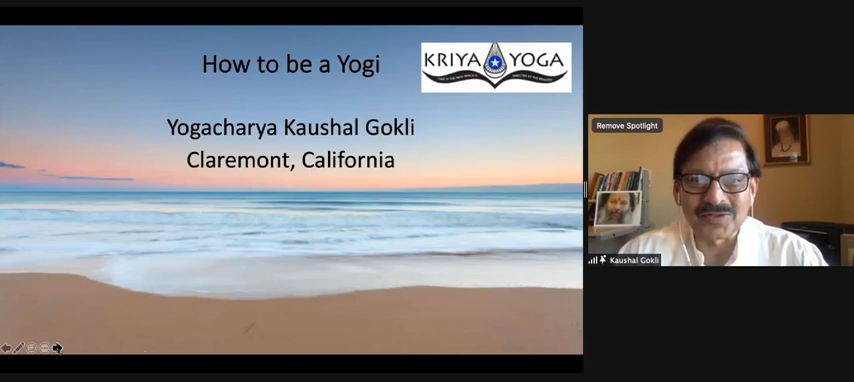 How to be a Yogi
KRIYA YOGA
Yogacharya Kaushal Gokli
Claremont, California
Remove Spotlight
Kaushal Gokli